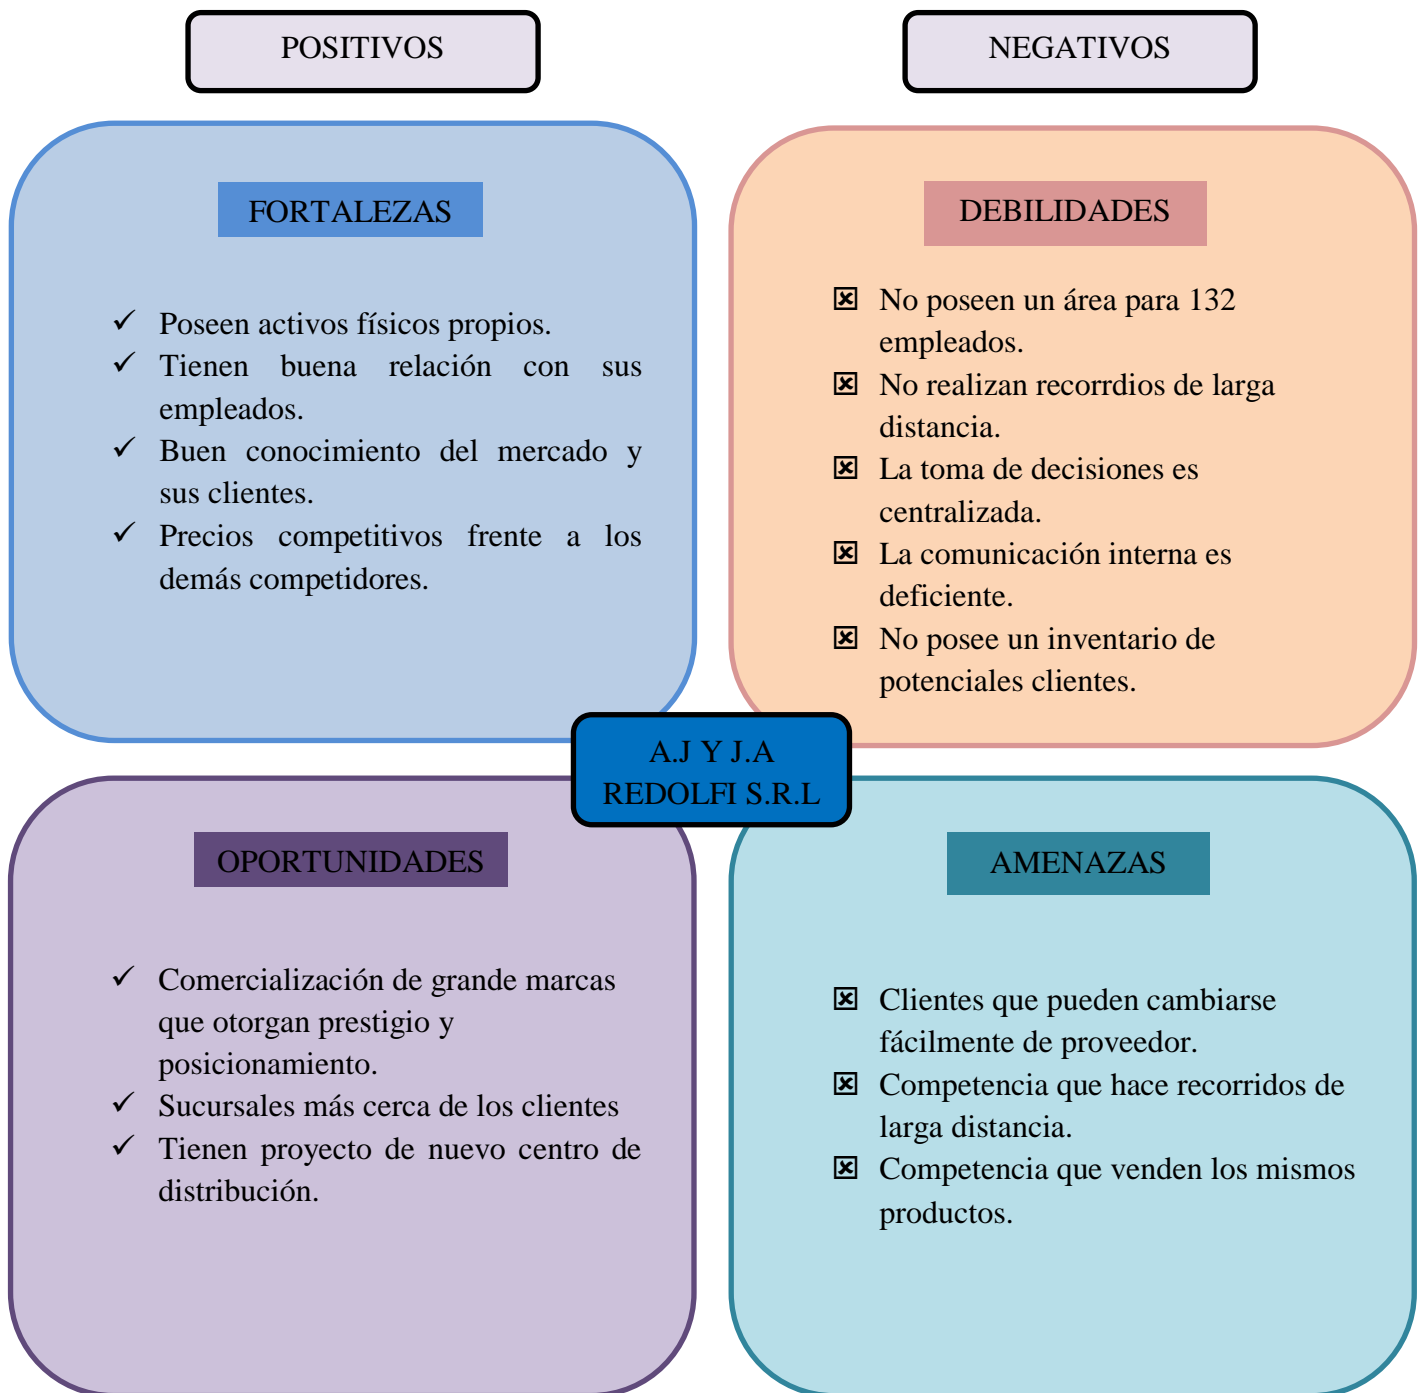 POSITIVOS
NEGATIVOS
FORTALEZAS
✓ Poseen activos físicos propios.
✓ Tienen buena relación con sus
empleados.
✓ Buen conocimiento del mercado y
sus clientes.
✓ Precios competitivos frente a los
demás competidores.
DEBILIDADES
☒ No poseen un área para 132
empleados.
☒ No realizan recorrdios de larga
distancia.
☒ La toma de decisiones es
centralizada.
☒ La comunicación interna es
deficiente.
☒ No posee un inventario de
potenciales clientes.
A.J Y J.A
REDOLFI S.R.L
OPORTUNIDADES
✓ Comercialización de grande marcas
que otorgan prestigio y
posicionamiento.
✓ Sucursales más cerca de los clientes
✓ Tienen proyecto de nuevo centro de
distribución.
AMENAZAS
☒ Clientes que pueden cambiarse
fácilmente de proveedor.
☒ Competencia que hace recorridos de
larga distancia.
☒ Competencia que venden los mismos
productos.